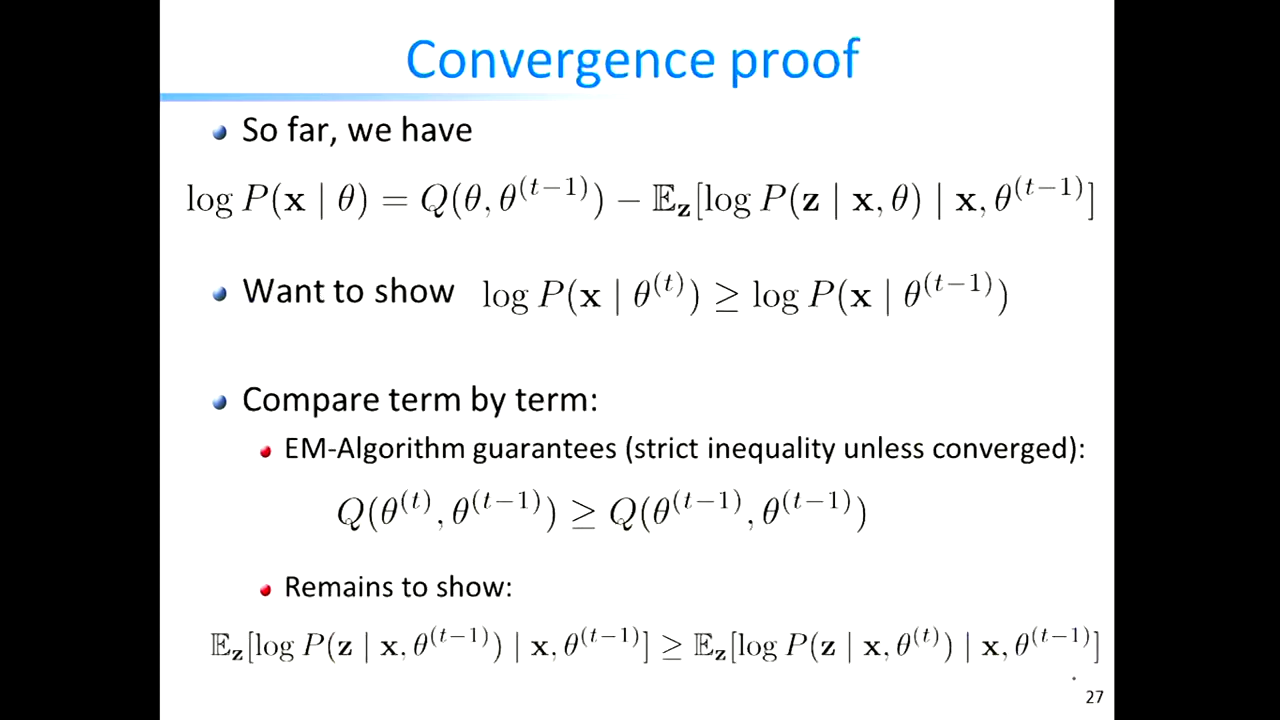 Convergence proof
So far, we have
log P(x | θ) = Q(θ, θ^(t−1)) − 𝔼_z[log P(z | x, θ) | x, θ^(t−1)]
Want to show log P(x | θ^(t)) ≥ log P(x | θ^(t−1))
Compare term by term:
EM-Algorithm guarantees (strict inequality unless converged):
Q(θ^(t), θ^(t−1)) ≥ Q(θ^(t−1), θ^(t−1))
Remains to show:
𝔼_z[log P(z | x, θ^(t−1)) | x, θ^(t−1)] ≥ 𝔼_z[log P(z | x, θ^(t)) | x, θ^(t−1)]
27